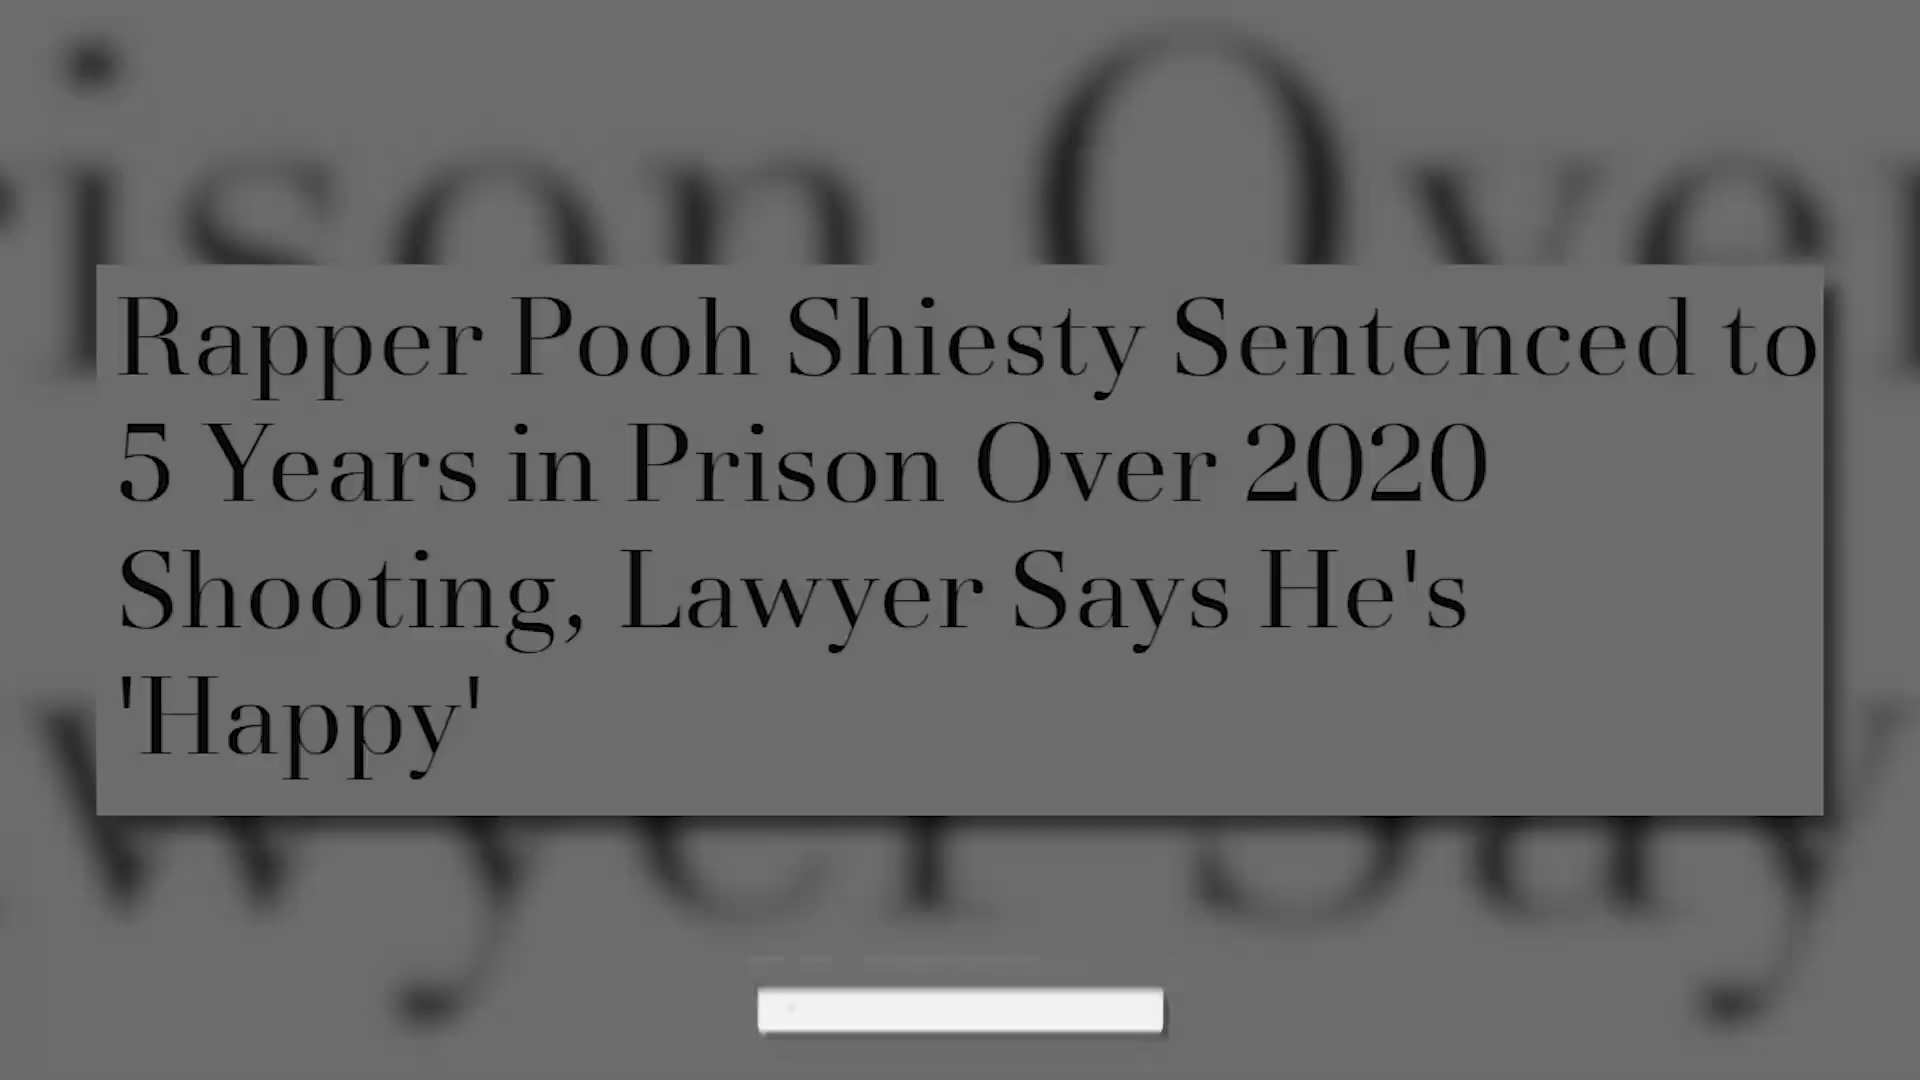 Rapper Pooh Shiesty Sentenced to
5 Years in Prison Over 2020
Shooting, Lawyer Says He's
'Happy'